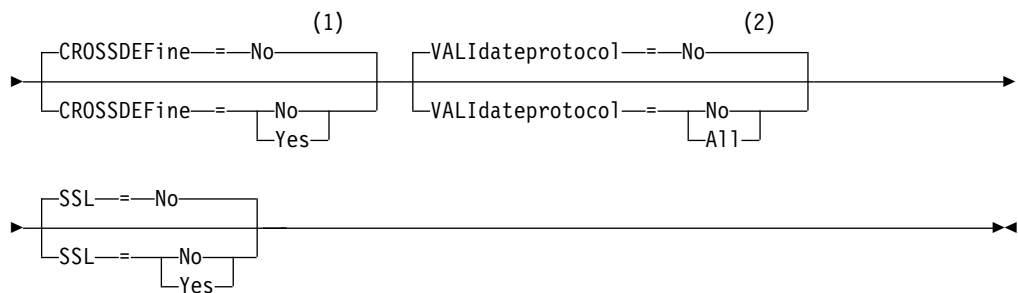 (1) (2)
CROSSDEFine = No VALIdateprotocol = No
CROSSDEFine = No VALIdateprotocol = No
Yes All
SSL = No
SSL = No
Yes